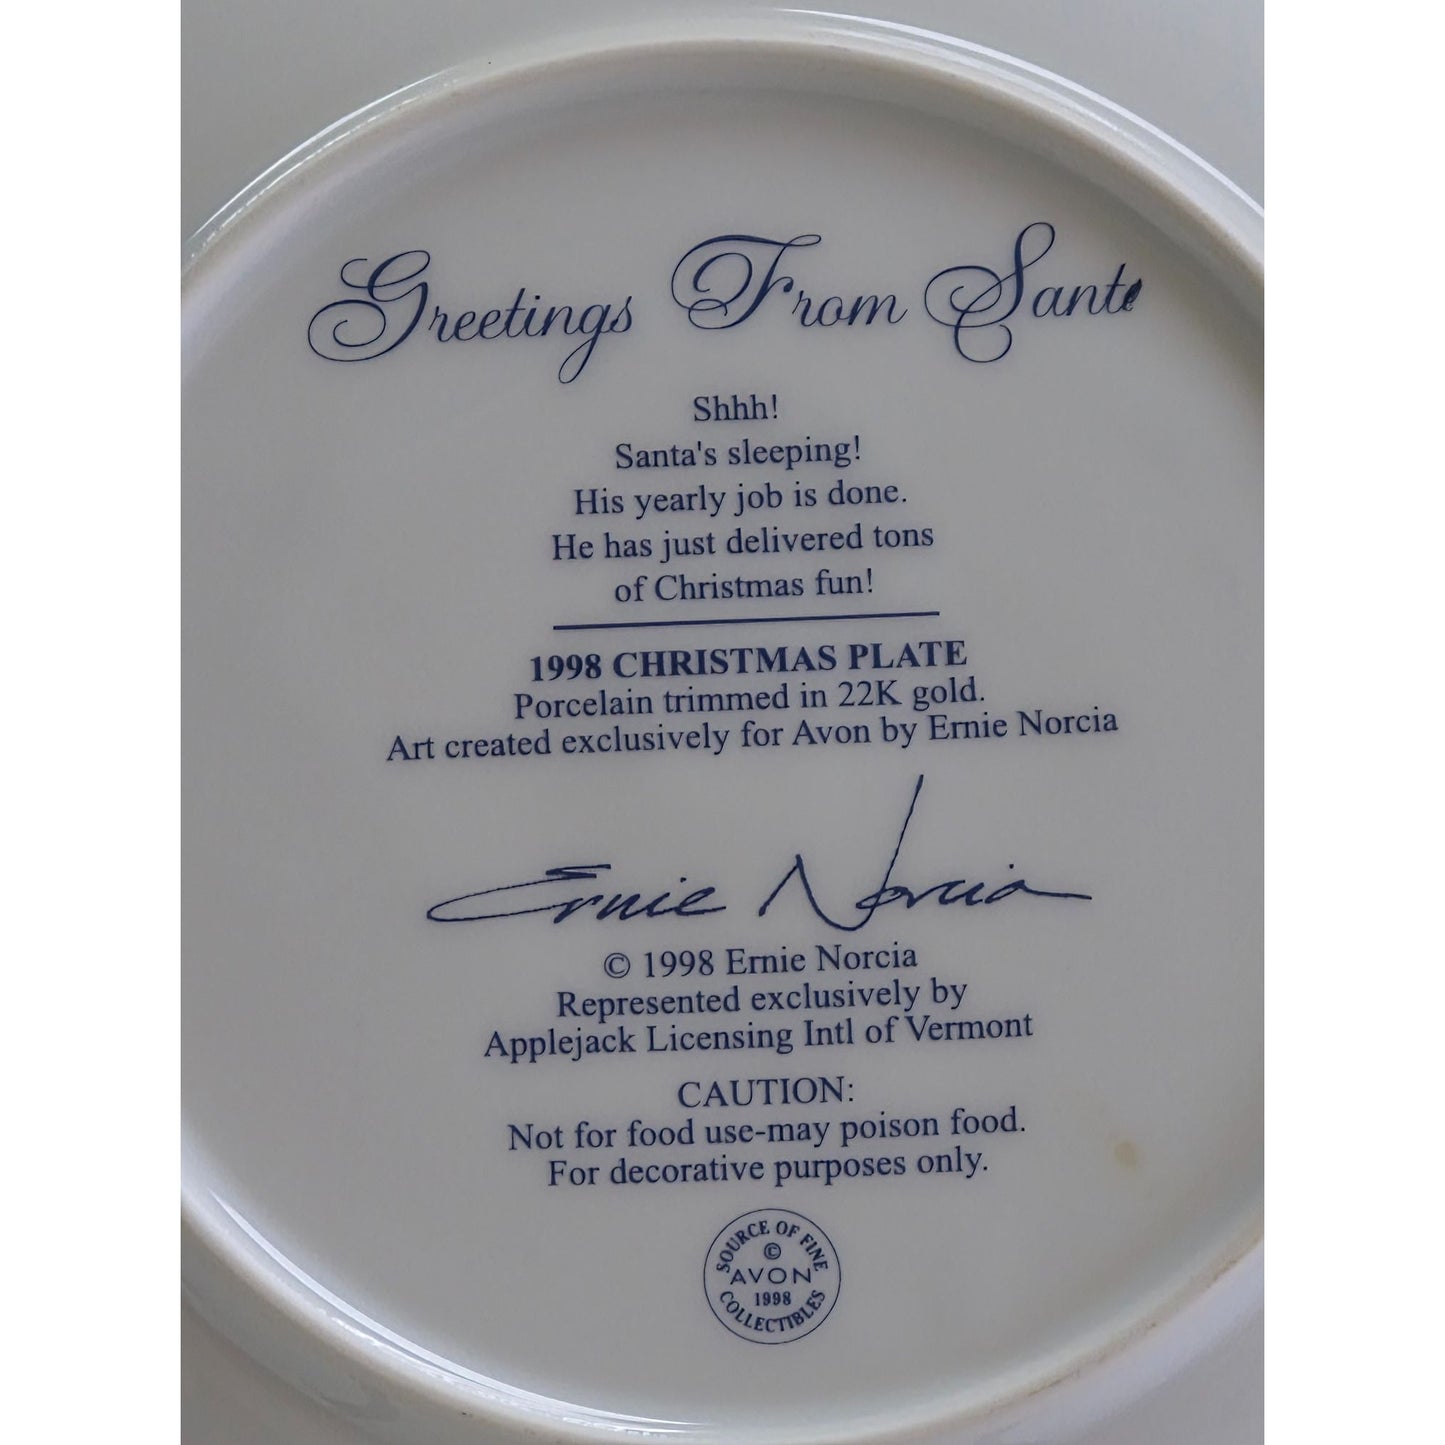 Greetings From Santa
Shhh!
Santa's sleeping!
His yearly job is done.
He has just delivered tons
of Christmas fun!
1998 CHRISTMAS PLATE
Porcelain trimmed in 22K gold.
Art created exclusively for Avon by Ernie Norcia
Ernie Norcia
© 1998 Ernie Norcia
Represented exclusively by
Applejack Licensing Intl of Vermont
CAUTION:
Not for food use-may poison food.
For decorative purposes only.
SOURCE OF FINE
©
AVON
1998
COLLECTIBLES